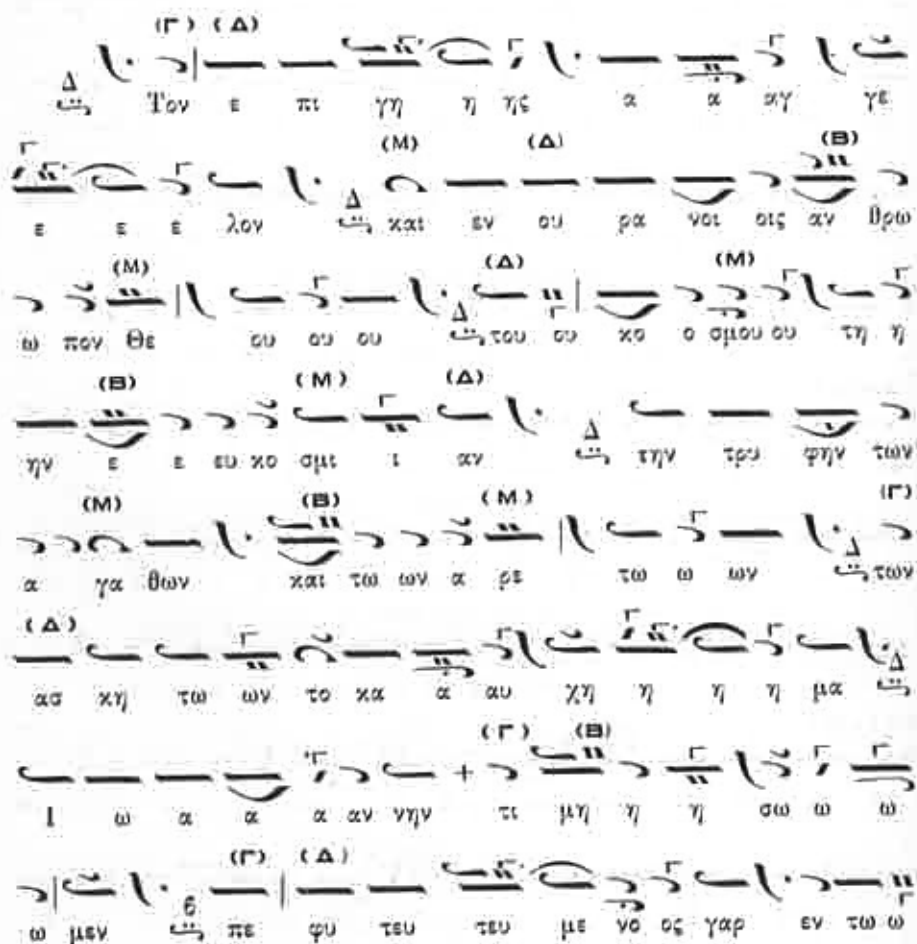 (Γ) (Δ)
Δ Τον ε πι γη η ης α α αγ γε
(Μ) (Δ) (Β)
ε ε ε λον Δ και εν ου ρα νοι οις αν θρω
(Μ) (Δ) (Μ)
ω πον Θε ου ου ου Δ του ου κο ο σμου ου τη η
(Β) (Μ) (Δ)
ην ε ε ευ κο σμι ι αν Δ την τρυ φην των
(Μ) (Β) (Μ) (Γ)
α γα θων και τω ων α ρε τω ω ων Δ των
(Δ)
ασ κη τω ων το κα α αυ χη η η η μα Δ
(Γ) (Β)
Ι ω α α α αν νην τι μη η η σω ω ω
(Γ) (Δ)
ω μεν πε φυ τευ τευ με νο ος γαρ εν τω ω